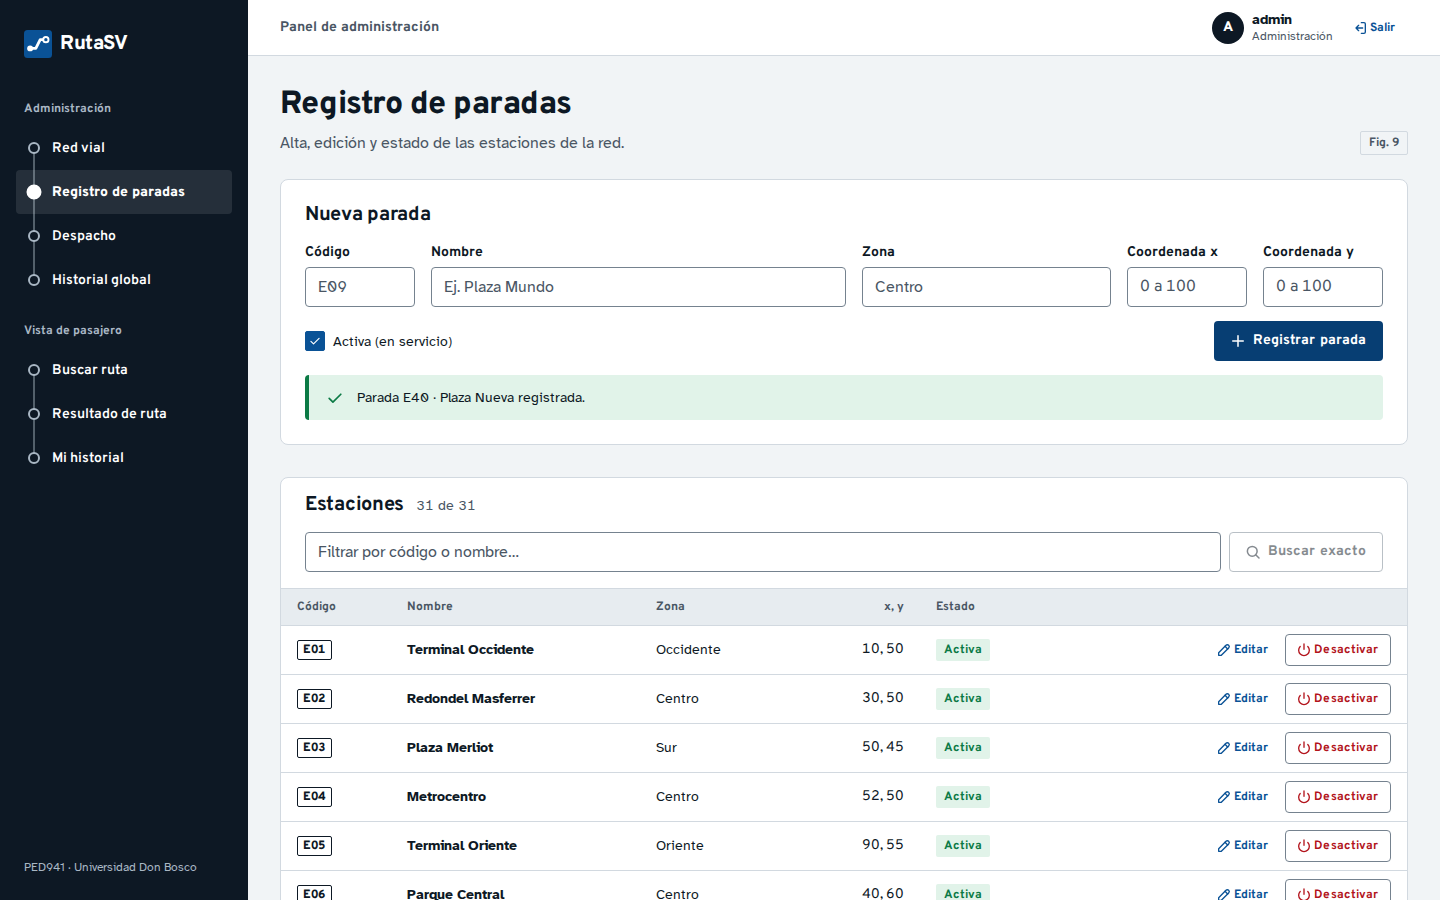 RutaSV
Administración
Red vial
Registro de paradas
Despacho
Historial global
Vista de pasajero
Buscar ruta
Resultado de ruta
Mi historial
PED941 · Universidad Don Bosco
Panel de administración
A
admin
Administración
Salir
Registro de paradas
Alta, edición y estado de las estaciones de la red.
Fig. 9
Nueva parada
Código Nombre Zona Coordenada x Coordenada y
E09 Ej. Plaza Mundo Centro 0 a 100 0 a 100
Activa (en servicio)
Registrar parada
Parada E40 · Plaza Nueva registrada.
Estaciones 31 de 31
Filtrar por código o nombre...
Buscar exacto
Código Nombre Zona x, y Estado
E01 Terminal Occidente Occidente 10, 50 Activa Editar Desactivar
E02 Redondel Masferrer Centro 30, 50 Activa Editar Desactivar
E03 Plaza Merliot Sur 50, 45 Activa Editar Desactivar
E04 Metrocentro Centro 52, 50 Activa Editar Desactivar
E05 Terminal Oriente Oriente 90, 55 Activa Editar Desactivar
E06 Parque Central Centro 40, 60 Activa Editar Desactivar